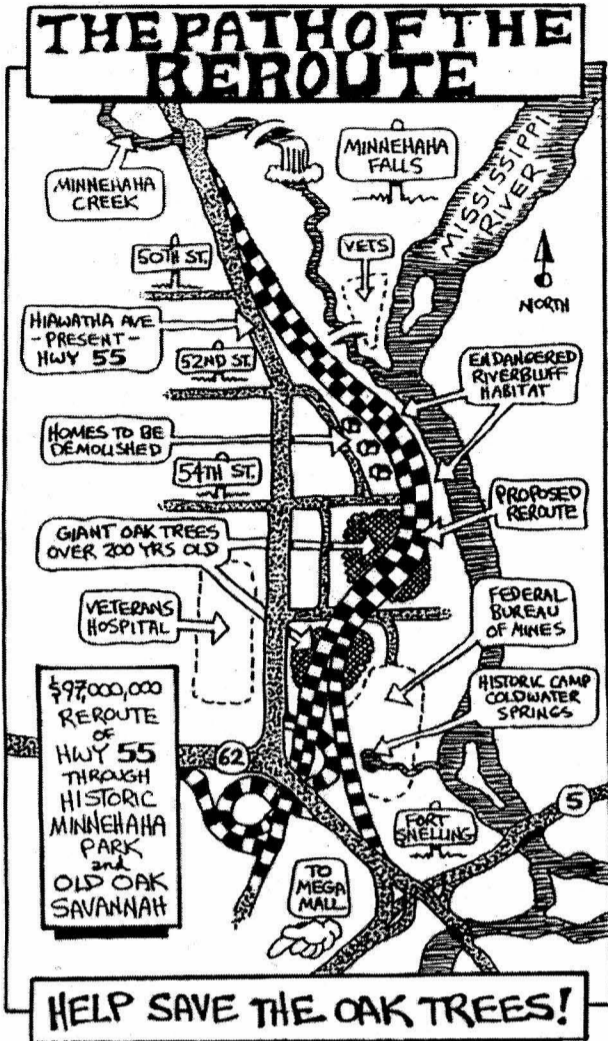 THE PATH OF THE
REROUTE
MINNEHAHA
CREEK
MINNEHAHA
FALLS
MISSISSIPPI
RIVER
50TH ST.
VETS
NORTH
HIAWATHA AVE
- PRESENT -
HWY 55
52ND ST.
ENDANGERED
RIVERBLUFF
HABITAT
HOMES TO BE
DEMOLISHED
54TH ST.
PROPOSED
REROUTE
GIANT OAK TREES
OVER 200 YRS OLD
VETERANS
HOSPITAL
FEDERAL
BUREAU
OF MINES
HISTORIC CAMP
COLDWATER
SPRINGS
$97,000,000
REROUTE
OF
HWY 55
THROUGH
HISTORIC
MINNEHAHA
PARK
and
OLD OAK
SAVANNAH
62
5
FORT
SNELLING
TO
MEGA
MALL
HELP SAVE THE OAK TREES!